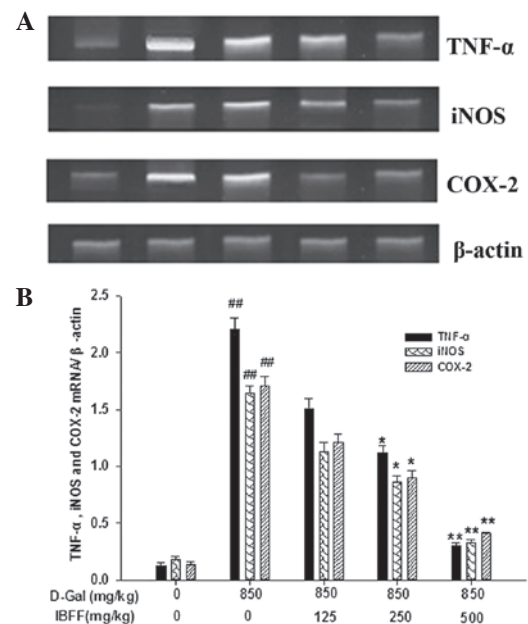 A
TNF-α
iNOS
COX-2
β-actin
B
TNF-α , iNOS and COX-2 mRNA/ β -actin
2.5
2.0
1.5
1.0
0.5
0.0
##
##
##
*
*
*
**
**
**
TNF-α
iNOS
COX-2
D-Gal (mg/kg) 0 850 850 850 850
IBFF(mg/kg) 0 0 125 250 500